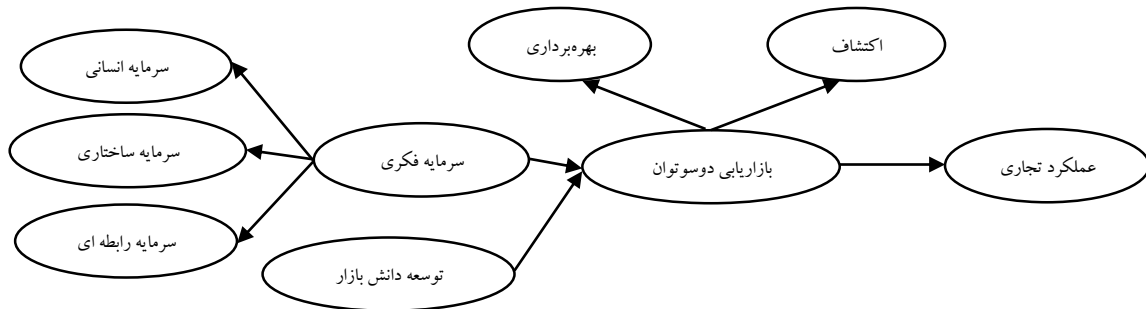 اکتشاف
بهره‌برداری
سرمایه انسانی
سرمایه ساختاری
سرمایه فکری
بازاریابی دوسوتوان
عملکرد تجاری
سرمایه رابطه ای
توسعه دانش بازار